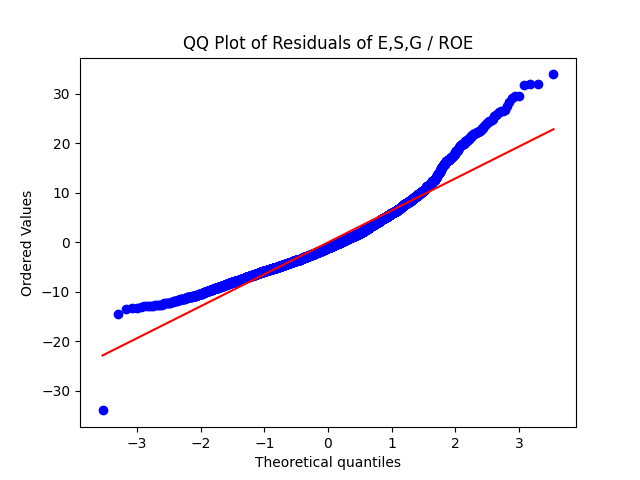 QQ Plot of Residuals of E,S,G / ROE
30
20
10
0
−10
−20
−30
Ordered Values
−3 −2 −1 0 1 2 3
Theoretical quantiles